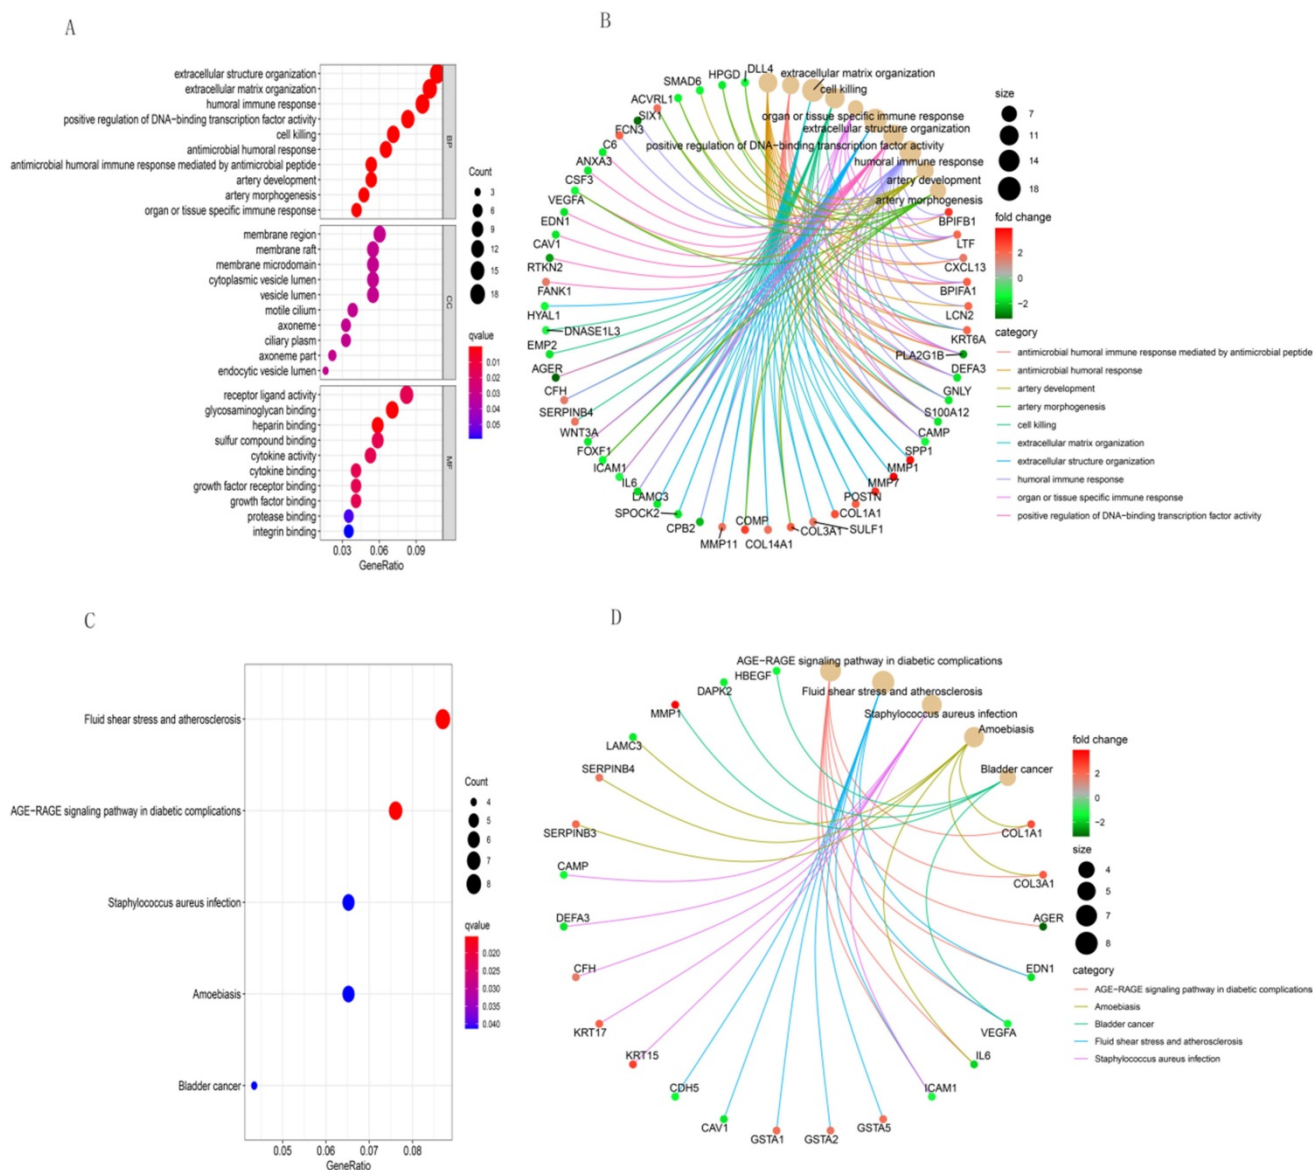 A
extracellular structure organization
extracellular matrix organization
humoral immune response
positive regulation of DNA−binding transcription factor activity
cell killing
antimicrobial humoral response
antimicrobial humoral immune response mediated by antimicrobial peptide
artery development
artery morphogenesis
organ or tissue specific immune response
BP
membrane region
membrane raft
membrane microdomain
cytoplasmic vesicle lumen
vesicle lumen
motile cilium
axoneme
ciliary plasm
axoneme part
endocytic vesicle lumen
CC
receptor ligand activity
glycosaminoglycan binding
heparin binding
sulfur compound binding
cytokine activity
cytokine binding
growth factor receptor binding
growth factor binding
protease binding
integrin binding
MF
0.03 0.06 0.09
GeneRatio
Count
3
6
9
12
15
18
qvalue
0.01
0.02
0.03
0.04
0.05
B
extracellular matrix organization
cell killing
organ or tissue specific immune response
extracellular structure organization
positive regulation of DNA−binding transcription factor activity
humoral immune response
artery development
artery morphogenesis
DLL4
HPGD
SMAD6
ACVRL1
SIX1
FCN3
C6
ANXA3
CSF3
VEGFA
EDN1
CAV1
RTKN2
FANK1
HYAL1
DNASE1L3
EMP2
AGER
CFH
SERPINB4
WNT3A
FOXF1
ICAM1
IL6
LAMC3
SPOCK2
CPB2
MMP11
COMP
COL14A1
COL3A1
SULF1
COL1A1
POSTN
MMP7
MMP1
SPP1
CAMP
S100A12
GNLY
DEFA3
PLA2G1B
KRT6A
LCN2
BPIFA1
CXCL13
LTF
BPIFB1
size
7
11
14
18
fold change
2
0
−2
category
antimicrobial humoral immune response mediated by antimicrobial peptide
antimicrobial humoral response
artery development
artery morphogenesis
cell killing
extracellular matrix organization
extracellular structure organization
humoral immune response
organ or tissue specific immune response
positive regulation of DNA−binding transcription factor activity
C
Fluid shear stress and atherosclerosis
AGE−RAGE signaling pathway in diabetic complications
Staphylococcus aureus infection
Amoebiasis
Bladder cancer
0.05 0.06 0.07 0.08
GeneRatio
Count
4
5
6
7
8
qvalue
0.020
0.025
0.030
0.035
0.040
D
AGE−RAGE signaling pathway in diabetic complications
Fluid shear stress and atherosclerosis
Staphylococcus aureus infection
Amoebiasis
Bladder cancer
HBEGF
DAPK2
MMP1
LAMC3
SERPINB4
SERPINB3
CAMP
DEFA3
CFH
KRT17
KRT15
CDH5
CAV1
GSTA1
GSTA2
GSTA5
ICAM1
IL6
VEGFA
EDN1
AGER
COL3A1
COL1A1
fold change
2
0
−2
size
4
5
7
8
category
AGE−RAGE signaling pathway in diabetic complications
Amoebiasis
Bladder cancer
Fluid shear stress and atherosclerosis
Staphylococcus aureus infection